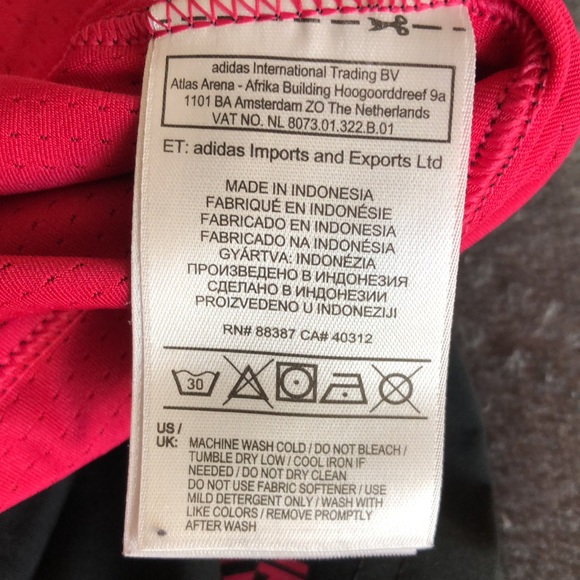 adidas International Trading BV
Atlas Arena - Afrika Building Hoogoorddreef 9a
1101 BA Amsterdam ZO The Netherlands
VAT NO. NL 8073.01.322.B.01
ET: adidas Imports and Exports Ltd
MADE IN INDONESIA
FABRIQUÉ EN INDONÉSIE
FABRICADO EN INDONESIA
FABRICADO NA INDONÉSIA
GYÁRTVA: INDONÉZIA
ПРОИЗВЕДЕНО В ИНДОНЕЗИЯ
СДЕЛАНО В ИНДОНЕЗИИ
PROIZVEDENO U INDONEZIJI
RN# 88387 CA# 40312
30
US /
UK: MACHINE WASH COLD / DO NOT BLEACH /
TUMBLE DRY LOW / COOL IRON IF
NEEDED / DO NOT DRY CLEAN
DO NOT USE FABRIC SOFTENER / USE
MILD DETERGENT ONLY / WASH WITH
LIKE COLORS / REMOVE PROMPTLY
AFTER WASH